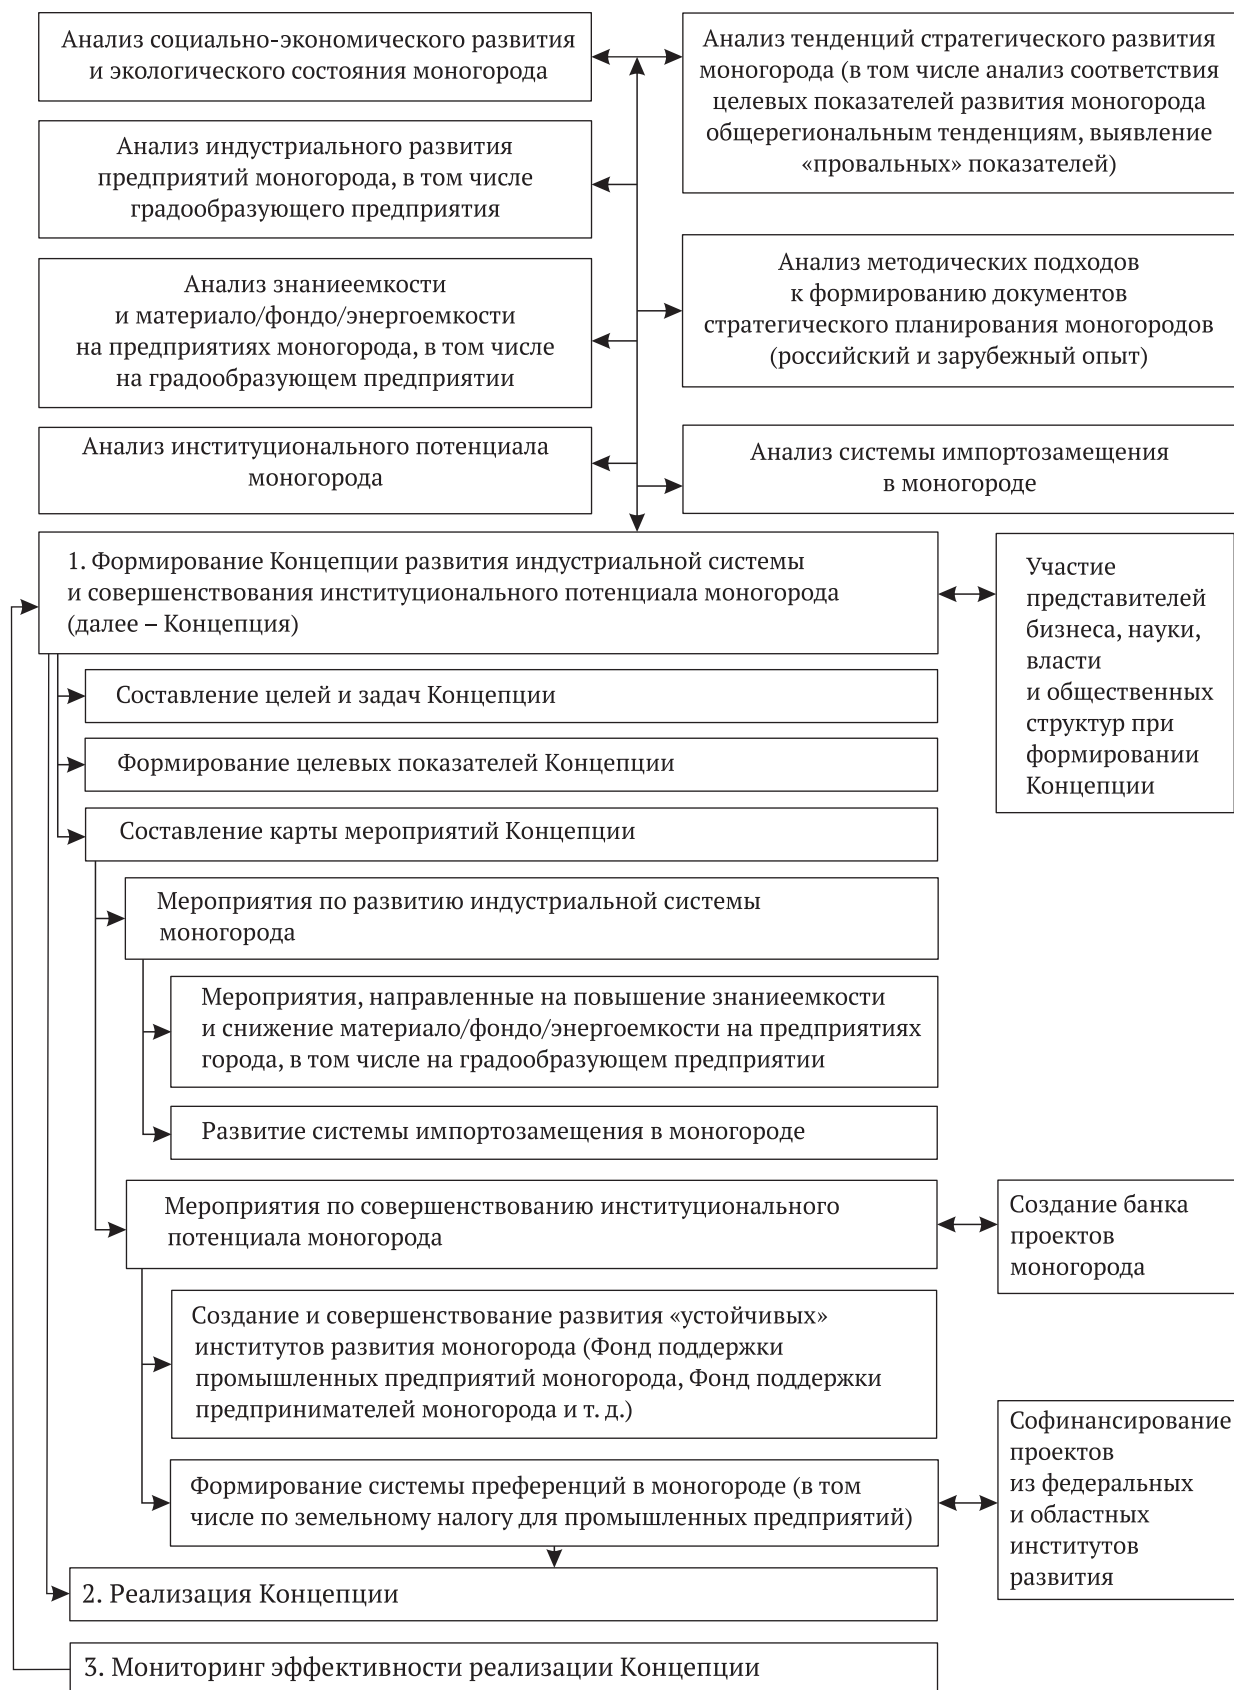 Анализ социально-экономического развития
и экологического состояния моногорода
Анализ тенденций стратегического развития
моногорода (в том числе анализ соответствия
целевых показателей развития моногорода
общерегиональным тенденциям, выявление
«провальных» показателей)
Анализ индустриального развития
предприятий моногорода, в том числе
градообразующего предприятия
Анализ методических подходов
к формированию документов
стратегического планирования моногородов
(российский и зарубежный опыт)
Анализ знаниеемкости
и материало/фондо/энергоемкости
на предприятиях моногорода, в том числе
на градообразующем предприятии
Анализ институционального потенциала
моногорода
Анализ системы импортозамещения
в моногороде
1. Формирование Концепции развития индустриальной системы
и совершенствования институционального потенциала моногорода
(далее – Концепция)
Участие
представителей
бизнеса, науки,
власти
и общественных
структур при
формировании
Концепции
Составление целей и задач Концепции
Формирование целевых показателей Концепции
Составление карты мероприятий Концепции
Мероприятия по развитию индустриальной системы
моногорода
Мероприятия, направленные на повышение знаниеемкости
и снижение материало/фондо/энергоемкости на предприятиях
города, в том числе на градообразующем предприятии
Развитие системы импортозамещения в моногороде
Мероприятия по совершенствованию институционального
потенциала моногорода
Создание банка
проектов
моногорода
Создание и совершенствование развития «устойчивых»
институтов развития моногорода (Фонд поддержки
промышленных предприятий моногорода, Фонд поддержки
предпринимателей моногорода и т. д.)
Формирование системы преференций в моногороде (в том
числе по земельному налогу для промышленных предприятий)
Софинансирование
проектов
из федеральных
и областных
институтов
развития
2. Реализация Концепции
3. Мониторинг эффективности реализации Концепции